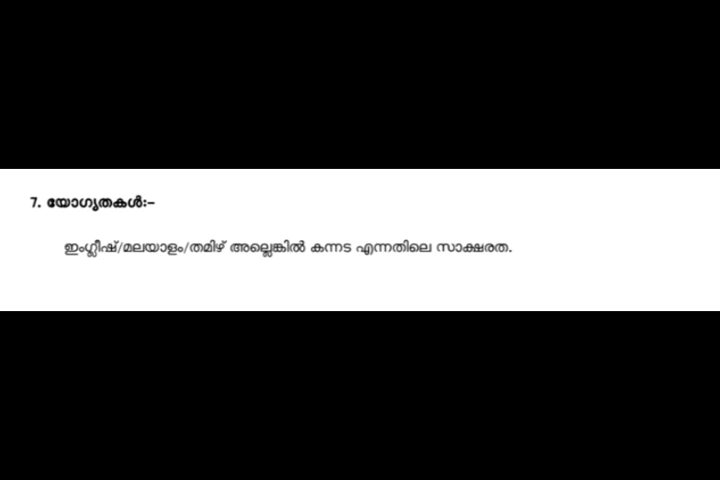 7. യോഗ്യതകൾ:-
ഇംഗ്ലീഷ്/മലയാളം/തമിഴ് അല്ലെങ്കിൽ കന്നട എന്നതിലെ സാക്ഷരത.